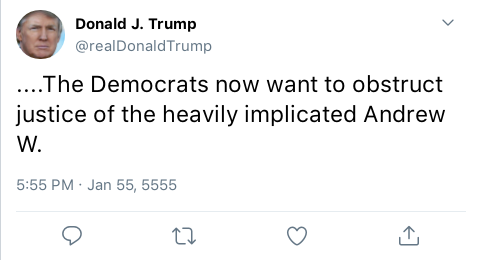 Donald J. Trump
@realDonaldTrump
....The Democrats now want to obstruct
justice of the heavily implicated Andrew
W.
5:55 PM · Jan 55, 5555